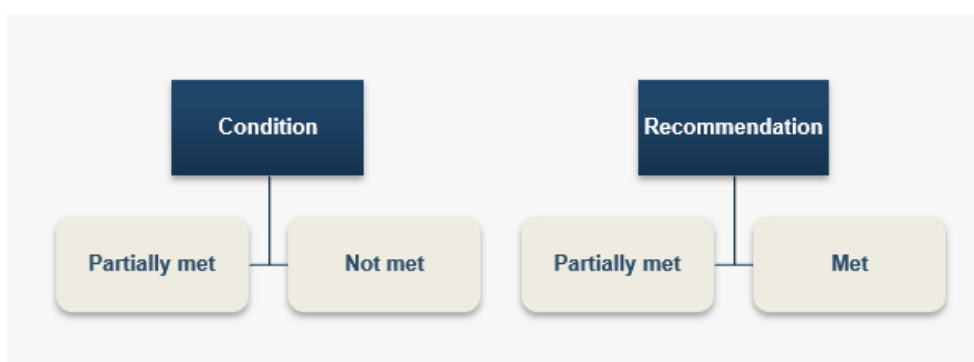 Condition
Recommendation
Partially met
Not met
Partially met
Met